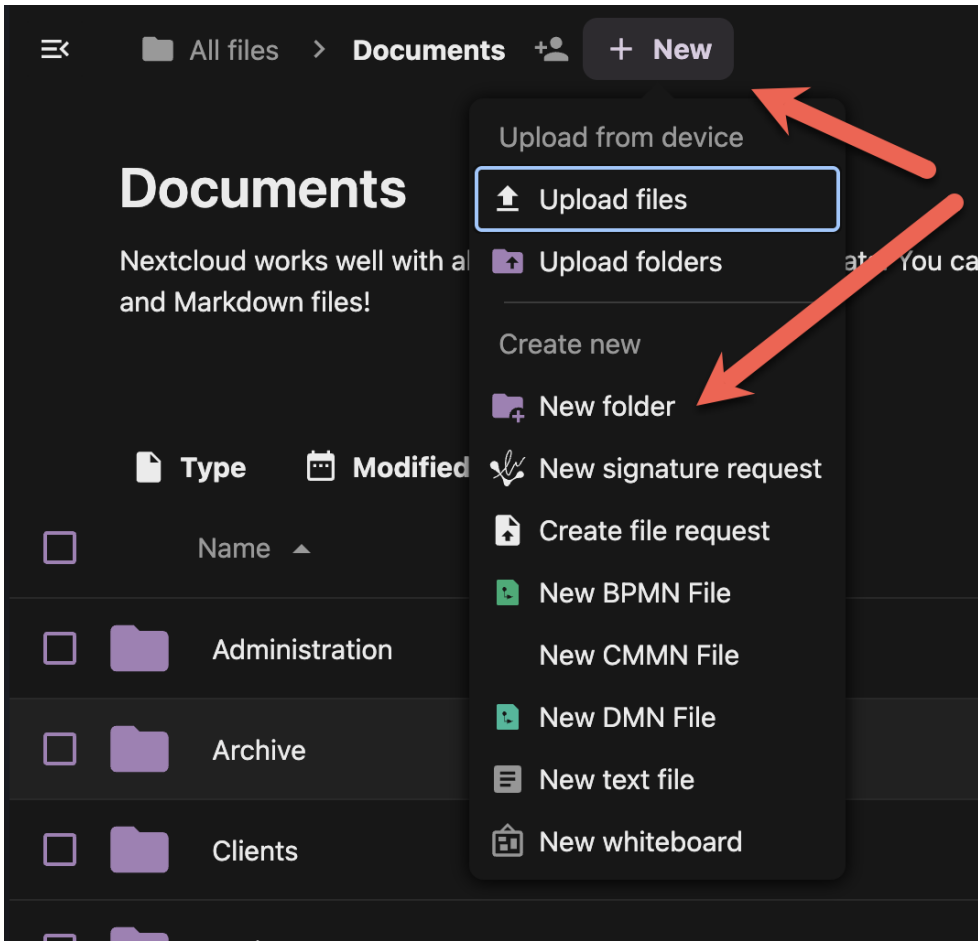 All files > Documents + New
Upload from device
Documents
Upload files
Nextcloud works well with
Upload folders
You
and Markdown files!
Create new
New folder
Type Modified
New signature request
Create file request
Name
New BPMN File
Administration
New CMMN File
New DMN File
Archive
New text file
New whiteboard
Clients